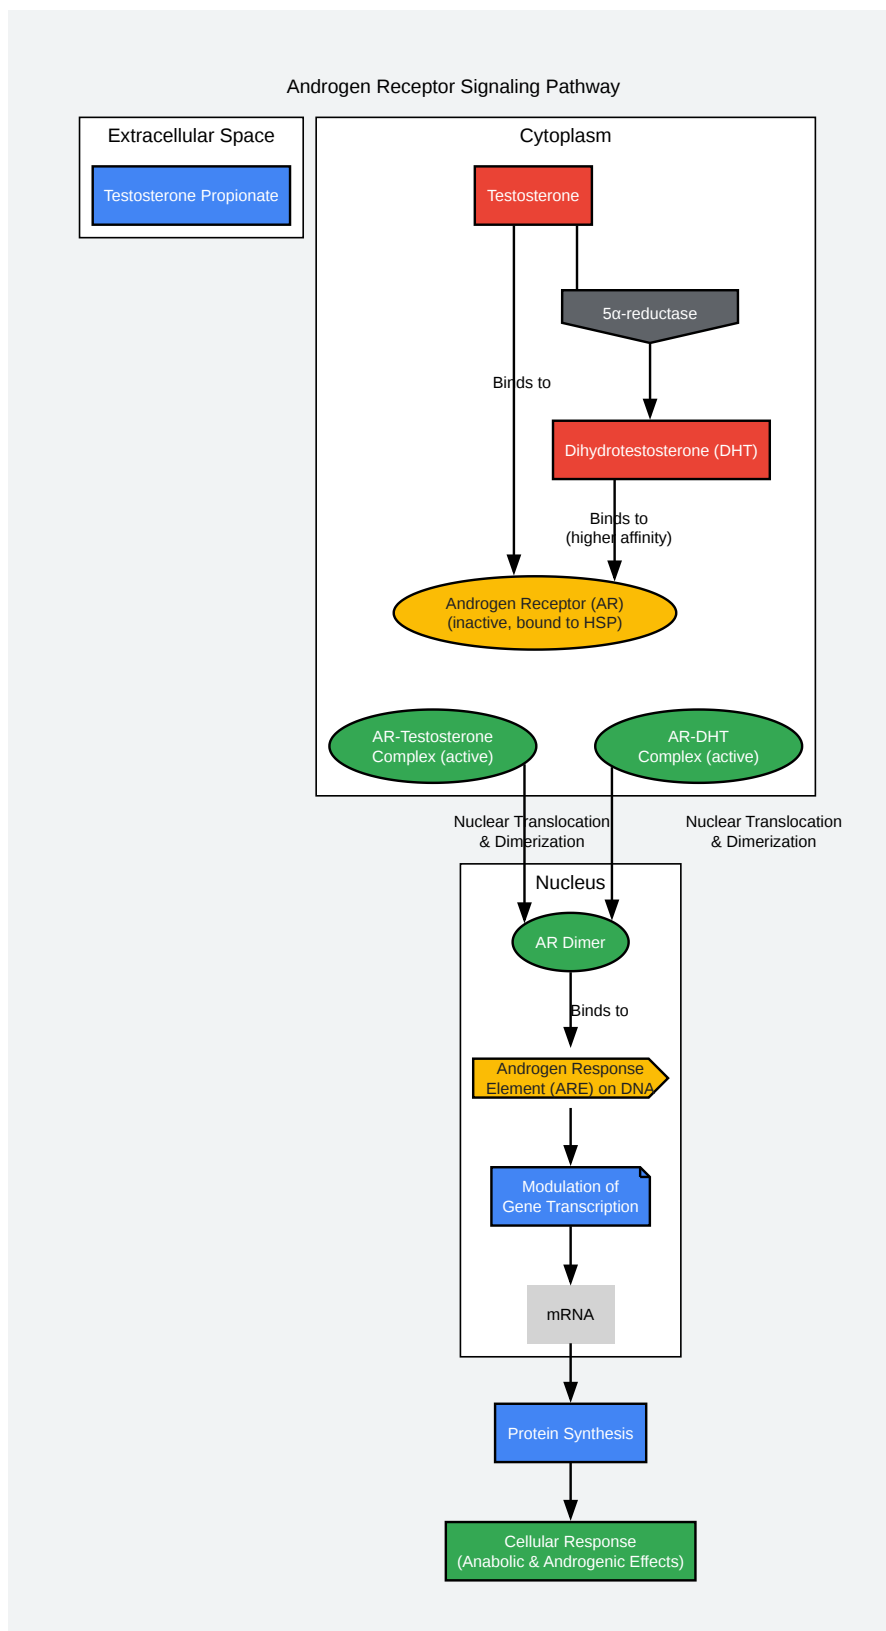 Androgen Receptor Signaling Pathway
Extracellular Space
Testosterone Propionate
Cytoplasm
Testosterone
5α-reductase
Binds to
Dihydrotestosterone (DHT)
Binds to
(higher affinity)
Androgen Receptor (AR)
(inactive, bound to HSP)
AR-Testosterone
Complex (active)
AR-DHT
Complex (active)
Nuclear Translocation
& Dimerization
Nuclear Translocation
& Dimerization
Nucleus
AR Dimer
Binds to
Androgen Response
Element (ARE) on DNA
Modulation of
Gene Transcription
mRNA
Protein Synthesis
Cellular Response
(Anabolic & Androgenic Effects)